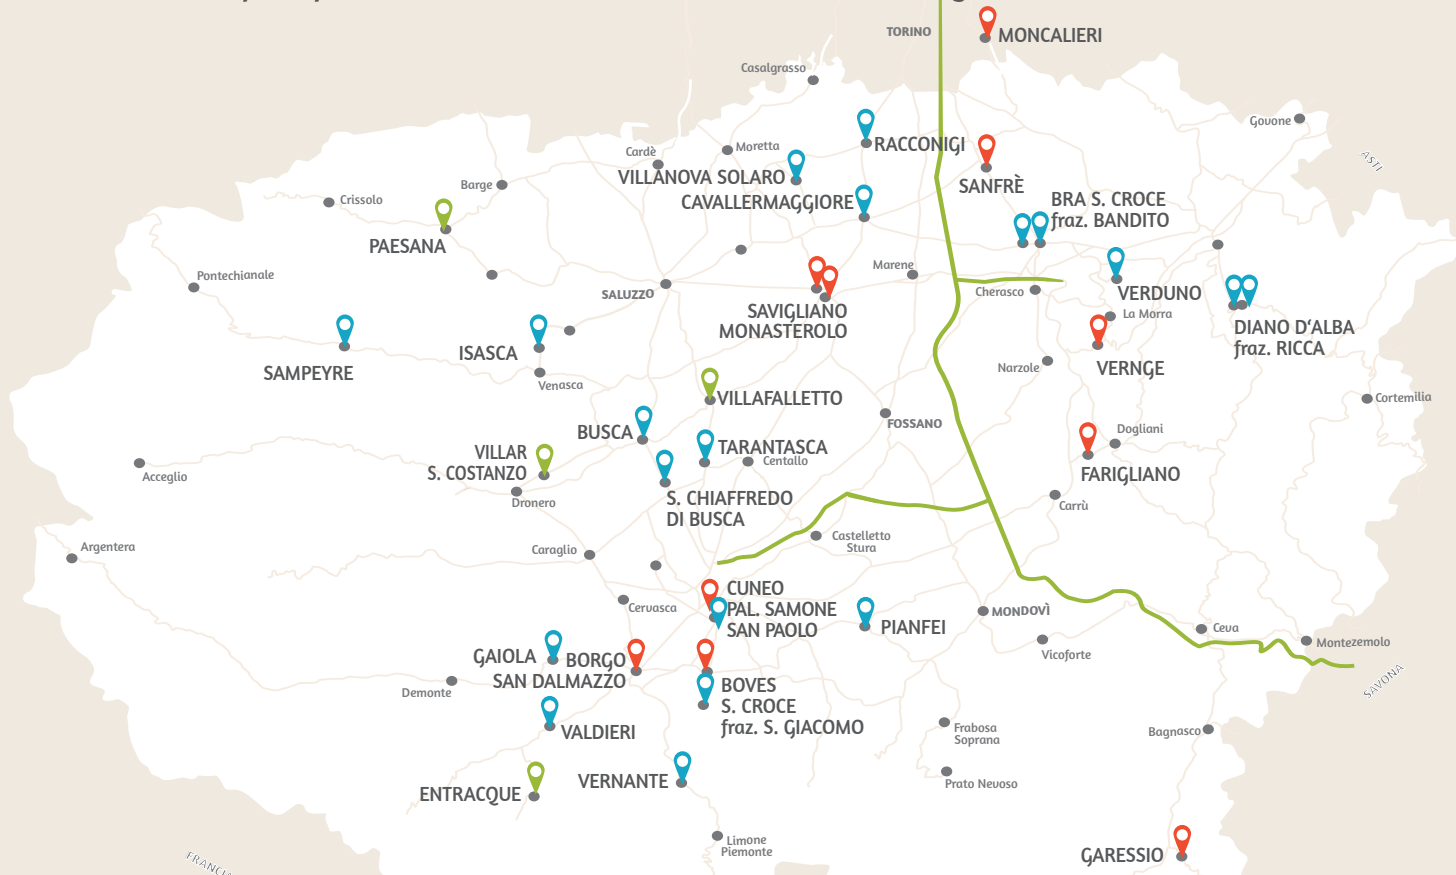 TORINO
MONCALIERI
Casalgrasso
Govone
ASTI
RACCONIGI
Moretta
Cardè
VILLANOVA SOLARO
SANFRÈ
Barge
Crissolo
CAVALLERMAGGIORE
BRA S. CROCE
fraz. BANDITO
PAESANA
Pontechianale
Marene
SALUZZO
Cherasco
VERDUNO
SAVIGLIANO
MONASTEROLO
La Morra
DIANO D'ALBA
fraz. RICCA
ISASCA
SAMPEYRE
Venasca
Narzole
VERNGE
VILLAFALLETTO
Cortemilia
FOSSANO
BUSCA
Dogliani
TARANTASCA
Centallo
VILLAR
S. COSTANZO
Acceglio
FARIGLIANO
Dronero
S. CHIAFFREDO
DI BUSCA
Carrù
Castelletto
Stura
Argentera
Caraglio
CUNEO
PAL. SAMONE
SAN PAOLO
Cervasca
PIANFEI
MONDOVÌ
Ceva
Montezemolo
Vicoforte
SAVONA
GAIOLA
BORGO
SAN DALMAZZO
Demonte
BOVES
S. CROCE
fraz. S. GIACOMO
VALDIERI
Frabosa
Soprana
Bagnasco
VERNANTE
Prato Nevoso
ENTRACQUE
Limone
Piemonte
GARESSIO